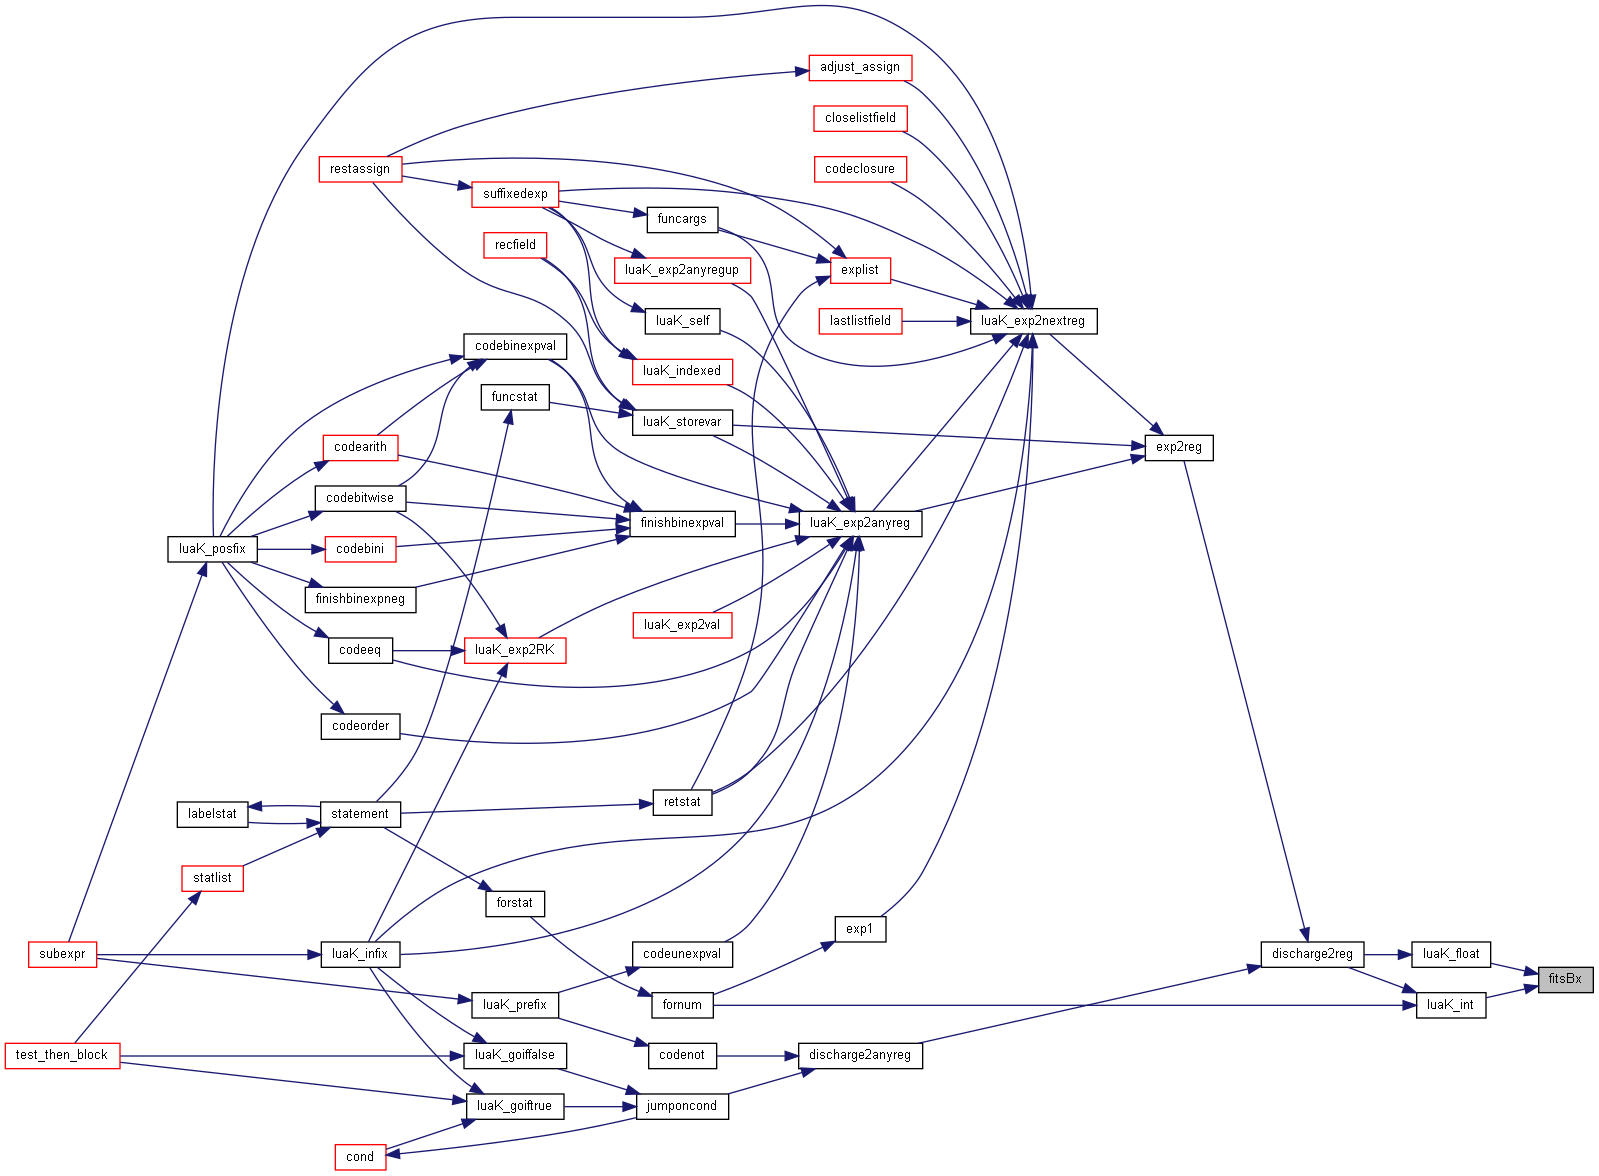 adjust_assign
closelistfield
restassign
codeclosure
suffixedexp
funcargs
recfield
luaK_exp2anyregup
explist
luaK_self
lastlistfield
luaK_exp2nextreg
codebinexpval
luaK_indexed
funcstat
luaK_storevar
codearith
exp2reg
codebitwise
finishbinexpval
luaK_exp2anyreg
luaK_posfix
codebini
finishbinexpneg
luaK_exp2val
codeeq
luaK_exp2RK
codeorder
retstat
labelstat
statement
statlist
forstat
exp1
subexpr
luaK_infix
codeunexpval
discharge2reg
luaK_float
fitsBx
luaK_prefix
fornum
luaK_int
test_then_block
luaK_goiffalse
codenot
discharge2anyreg
luaK_goiftrue
jumponcond
cond